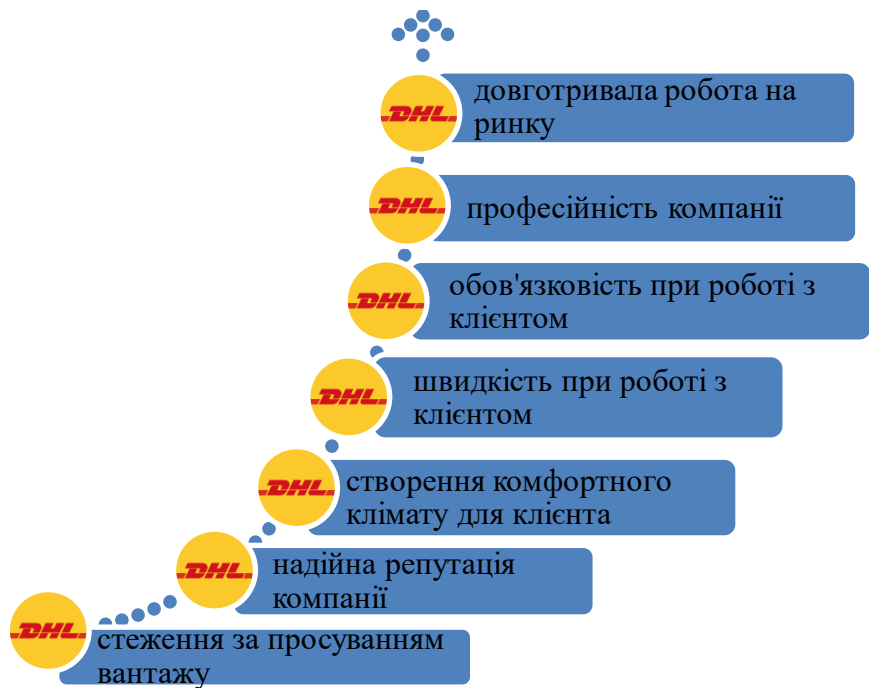 DHL
довготривала робота на
ринку
DHL
професійність компанії
DHL
обов'язковість при роботі з
клієнтом
DHL
швидкість при роботі з
клієнтом
DHL
створення комфортного
клімату для клієнта
DHL
надійна репутація
компанії
DHL
стеження за просуванням
вантажу